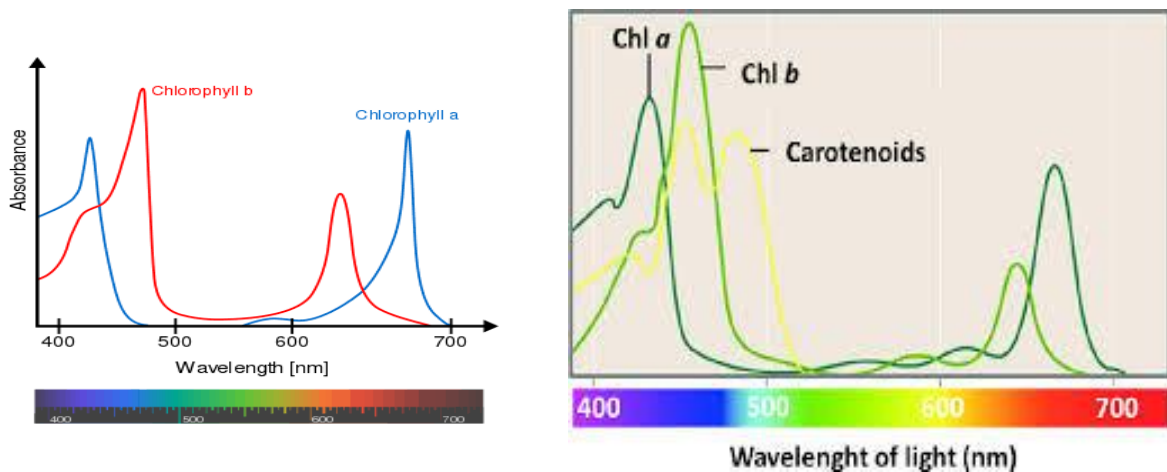 Chlorophyll b
Chlorophyll a
Absorbance
400 500 600 700
Wavelength [nm]
400 500 600 700
Chl a
Chl b
Carotenoids
400 500 600 700
Wavelenght of light (nm)